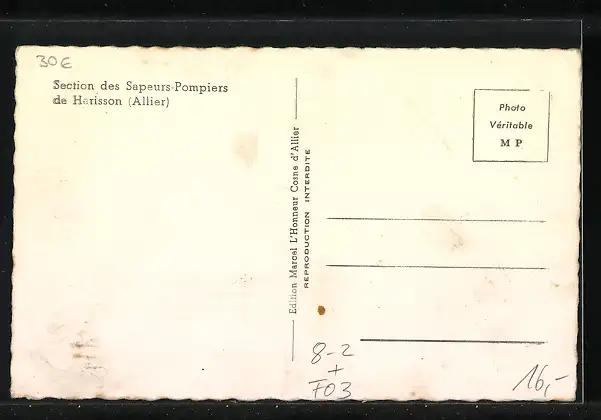 30€
Section des Sapeurs-Pompiers
de Hérisson (Allier)
Photo
Véritable
M P
Edition Marcel L'Honneur Cosne d'Allier
REPRODUCTION INTERDITE
8-2
+
F03
16,-